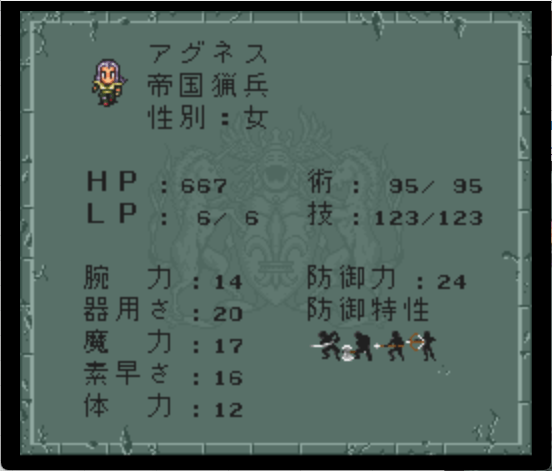 アグネス
帝国猟兵
性別：女
HP：667 術： 95/ 95
LP： 6/ 6 技：123/123
腕 力：14 防御力：24
器用さ：20 防御特性
魔 力：17
素早さ：16
体 力：12